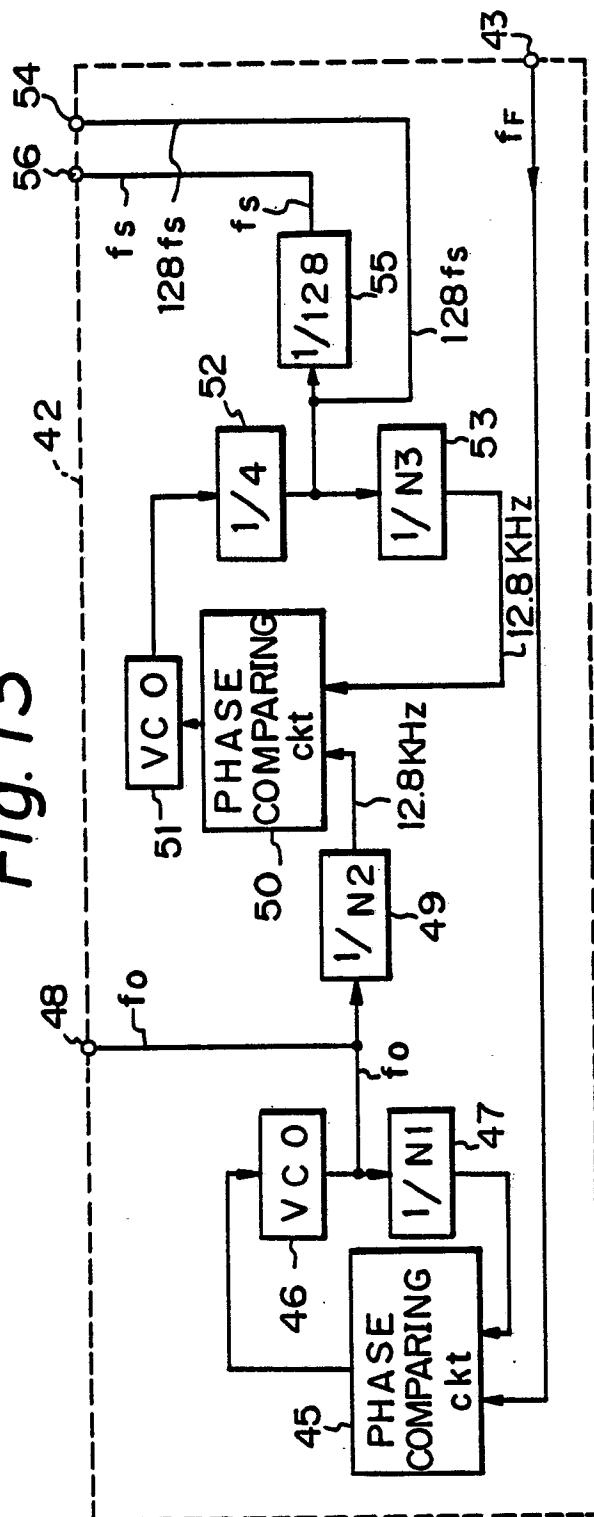 Fig. 13
42
48
fo
56
54
fs
128fs
VCO
51
1/4
52
fs
46
VCO
fo
PHASE
COMPARING
ckt
50
1/128
55
1/N2
49
12.8KHZ
1/N3
53
128fs
1/N1
47
45
PHASE
COMPARING
ckt
12.8KHZ
fF
43